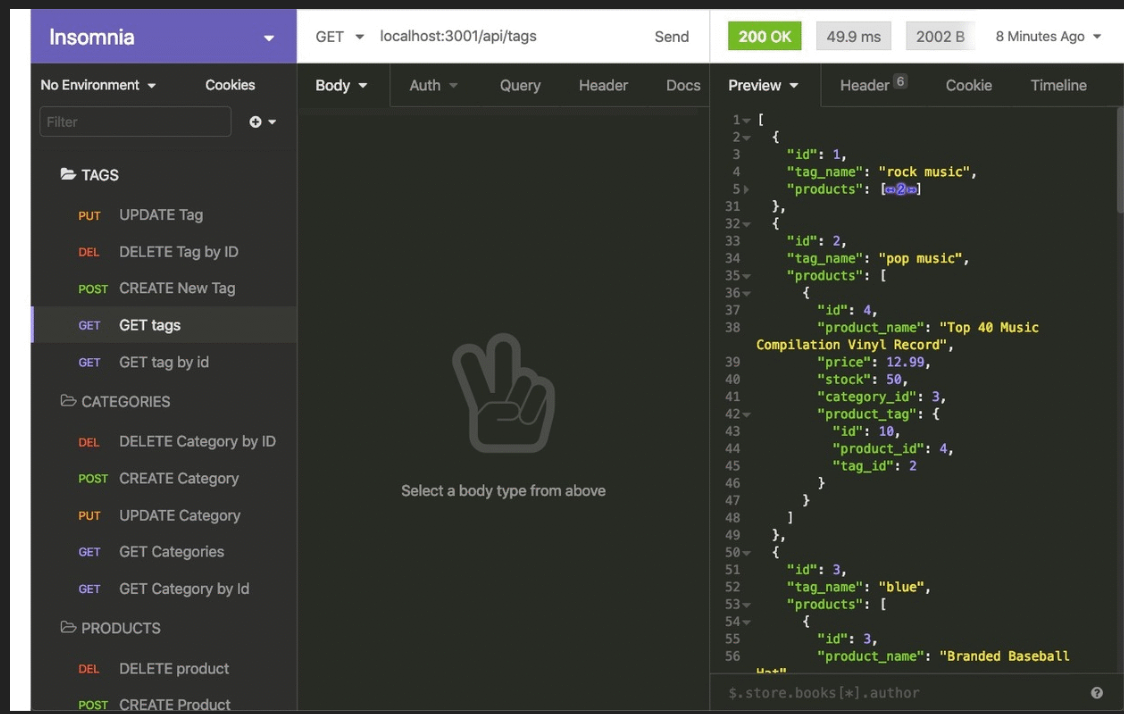 Insomnia
GET localhost:3001/api/tags Send
200 OK 49.9 ms 2002 B 8 Minutes Ago
No Environment Cookies
Body Auth Query Header Docs
Preview Header 6 Cookie Timeline
Filter
TAGS
PUT UPDATE Tag
DEL DELETE Tag by ID
POST CREATE New Tag
GET GET tags
GET GET tag by id
CATEGORIES
DEL DELETE Category by ID
POST CREATE Category
PUT UPDATE Category
GET GET Categories
GET GET Category by Id
PRODUCTS
DEL DELETE product
POST CREATE Product
Select a body type from above
1 [
2 {
3 "id": 1,
4 "tag_name": "rock music",
5 "products": [↔2↔]
31 },
32 {
33 "id": 2,
34 "tag_name": "pop music",
35 "products": [
36 {
37 "id": 4,
38 "product_name": "Top 40 Music
Compilation Vinyl Record",
39 "price": 12.99,
40 "stock": 50,
41 "category_id": 3,
42 "product_tag": {
43 "id": 10,
44 "product_id": 4,
45 "tag_id": 2
46 }
47 }
48 ]
49 },
50 {
51 "id": 3,
52 "tag_name": "blue",
53 "products": [
54 {
55 "id": 3,
56 "product_name": "Branded Baseball
Hat"
$.store.books[*].author